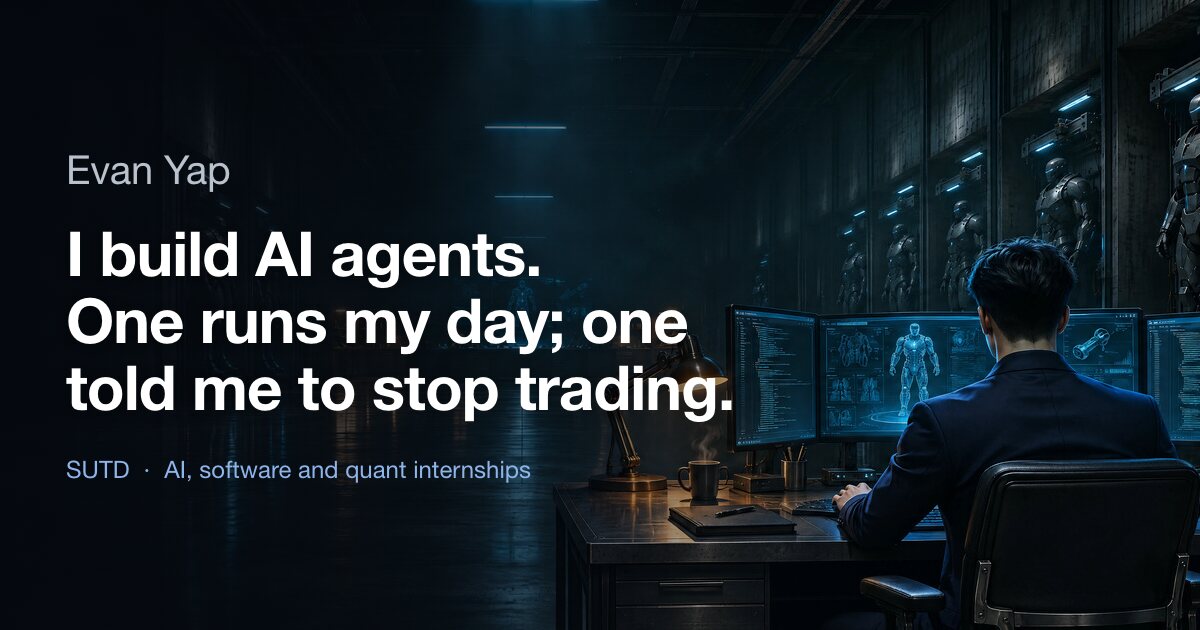 Evan Yap
I build AI agents.
One runs my day; one
told me to stop trading.
SUTD · AI, software and quant internships